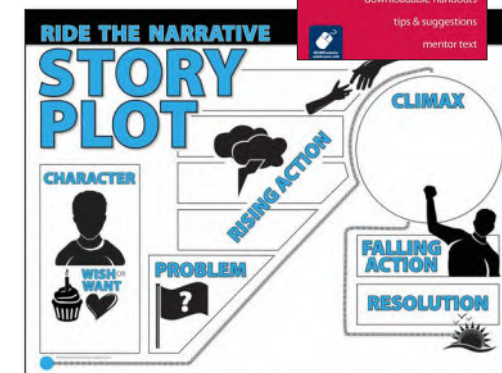 downloadable handouts
tips & suggestions
mentor text
RIDE THE NARRATIVE
STORY
PLOT
CHARACTER
WISH OR
WANT
PROBLEM
?
RISING ACTION
CLIMAX
FALLING
ACTION
RESOLUTION